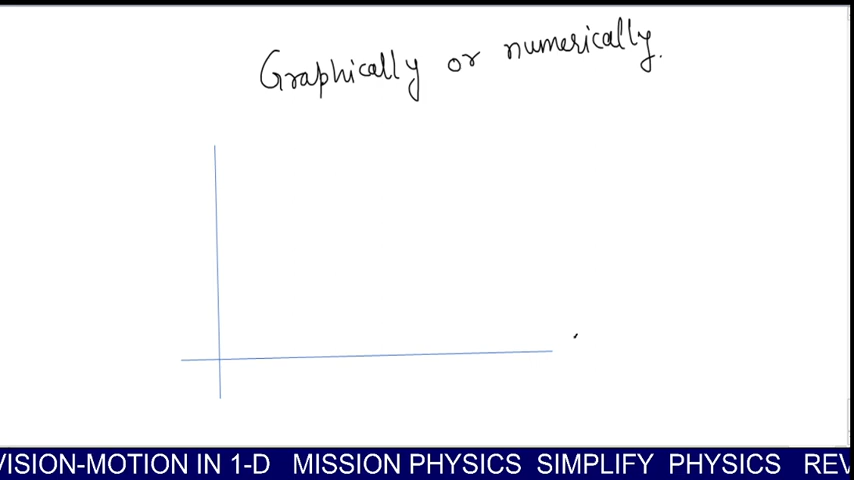 Graphically or numerically.
VISION-MOTION IN 1-D MISSION PHYSICS SIMPLIFY PHYSICS REV